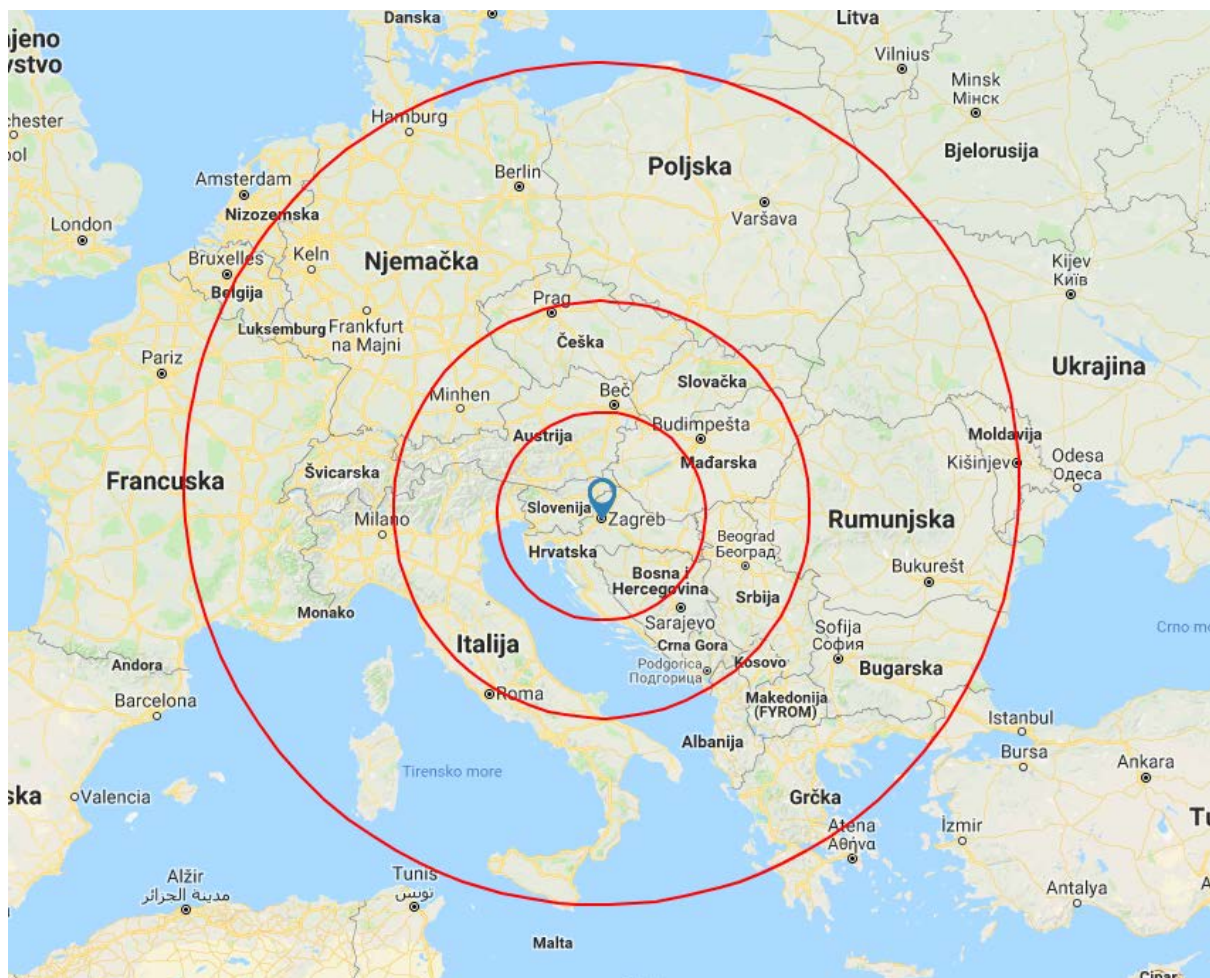 Danska
Litva
ajeno
Vilnius
vstvo
Minsk
Мінск
chester
Hamburg
ool
Bjelorusija
Poljska
Berlin
Amsterdam
Varšava
Nizozemska
London
Bruxelles
Keln
Njemačka
Kijev
Київ
Belgija
Prag
Luksemburg
Frankfurt
na Majni
Češka
Pariz
Ukrajina
Slovačka
Minhen
Beč
Budimpešta
Austrija
Moldavija
Mađarska
Kišinjev
Odesa
Одеса
Švicarska
Francuska
Slovenija
Zagreb
Milano
Rumunjska
Beograd
Београд
Hrvatska
Bosna i
Hercegovina
Bukurešt
Srbija
Monako
Sarajevo
Sofija
София
Crno mo
Italija
Crna Gora
Andora
Podgorica
Подгорица
Kosovo
Bugarska
Roma
Makedonija
(FYROM)
Barcelona
Istanbul
Albanija
Bursa
Ankara
Tirensko more
ska
Valencia
Grčka
Tu
Atena
Αθήνα
İzmir
Alžir
مدينة الجزائر
Tunis
تونس
Antalya
A
Malta
Cipar